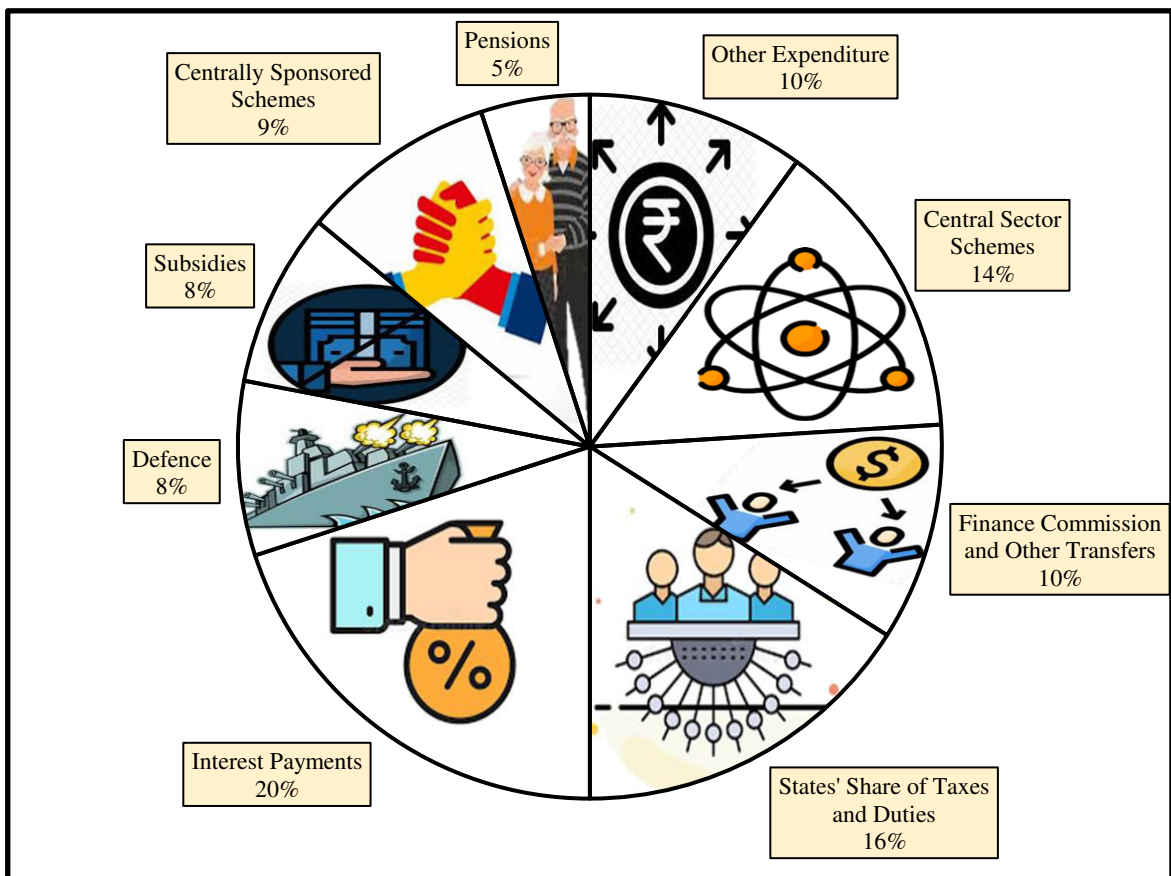 Pensions
5%
Other Expenditure
10%
Centrally Sponsored
Schemes
9%
Central Sector
Schemes
14%
Subsidies
8%
Defence
8%
Finance Commission
and Other Transfers
10%
Interest Payments
20%
States' Share of Taxes
and Duties
16%
₹
$
%